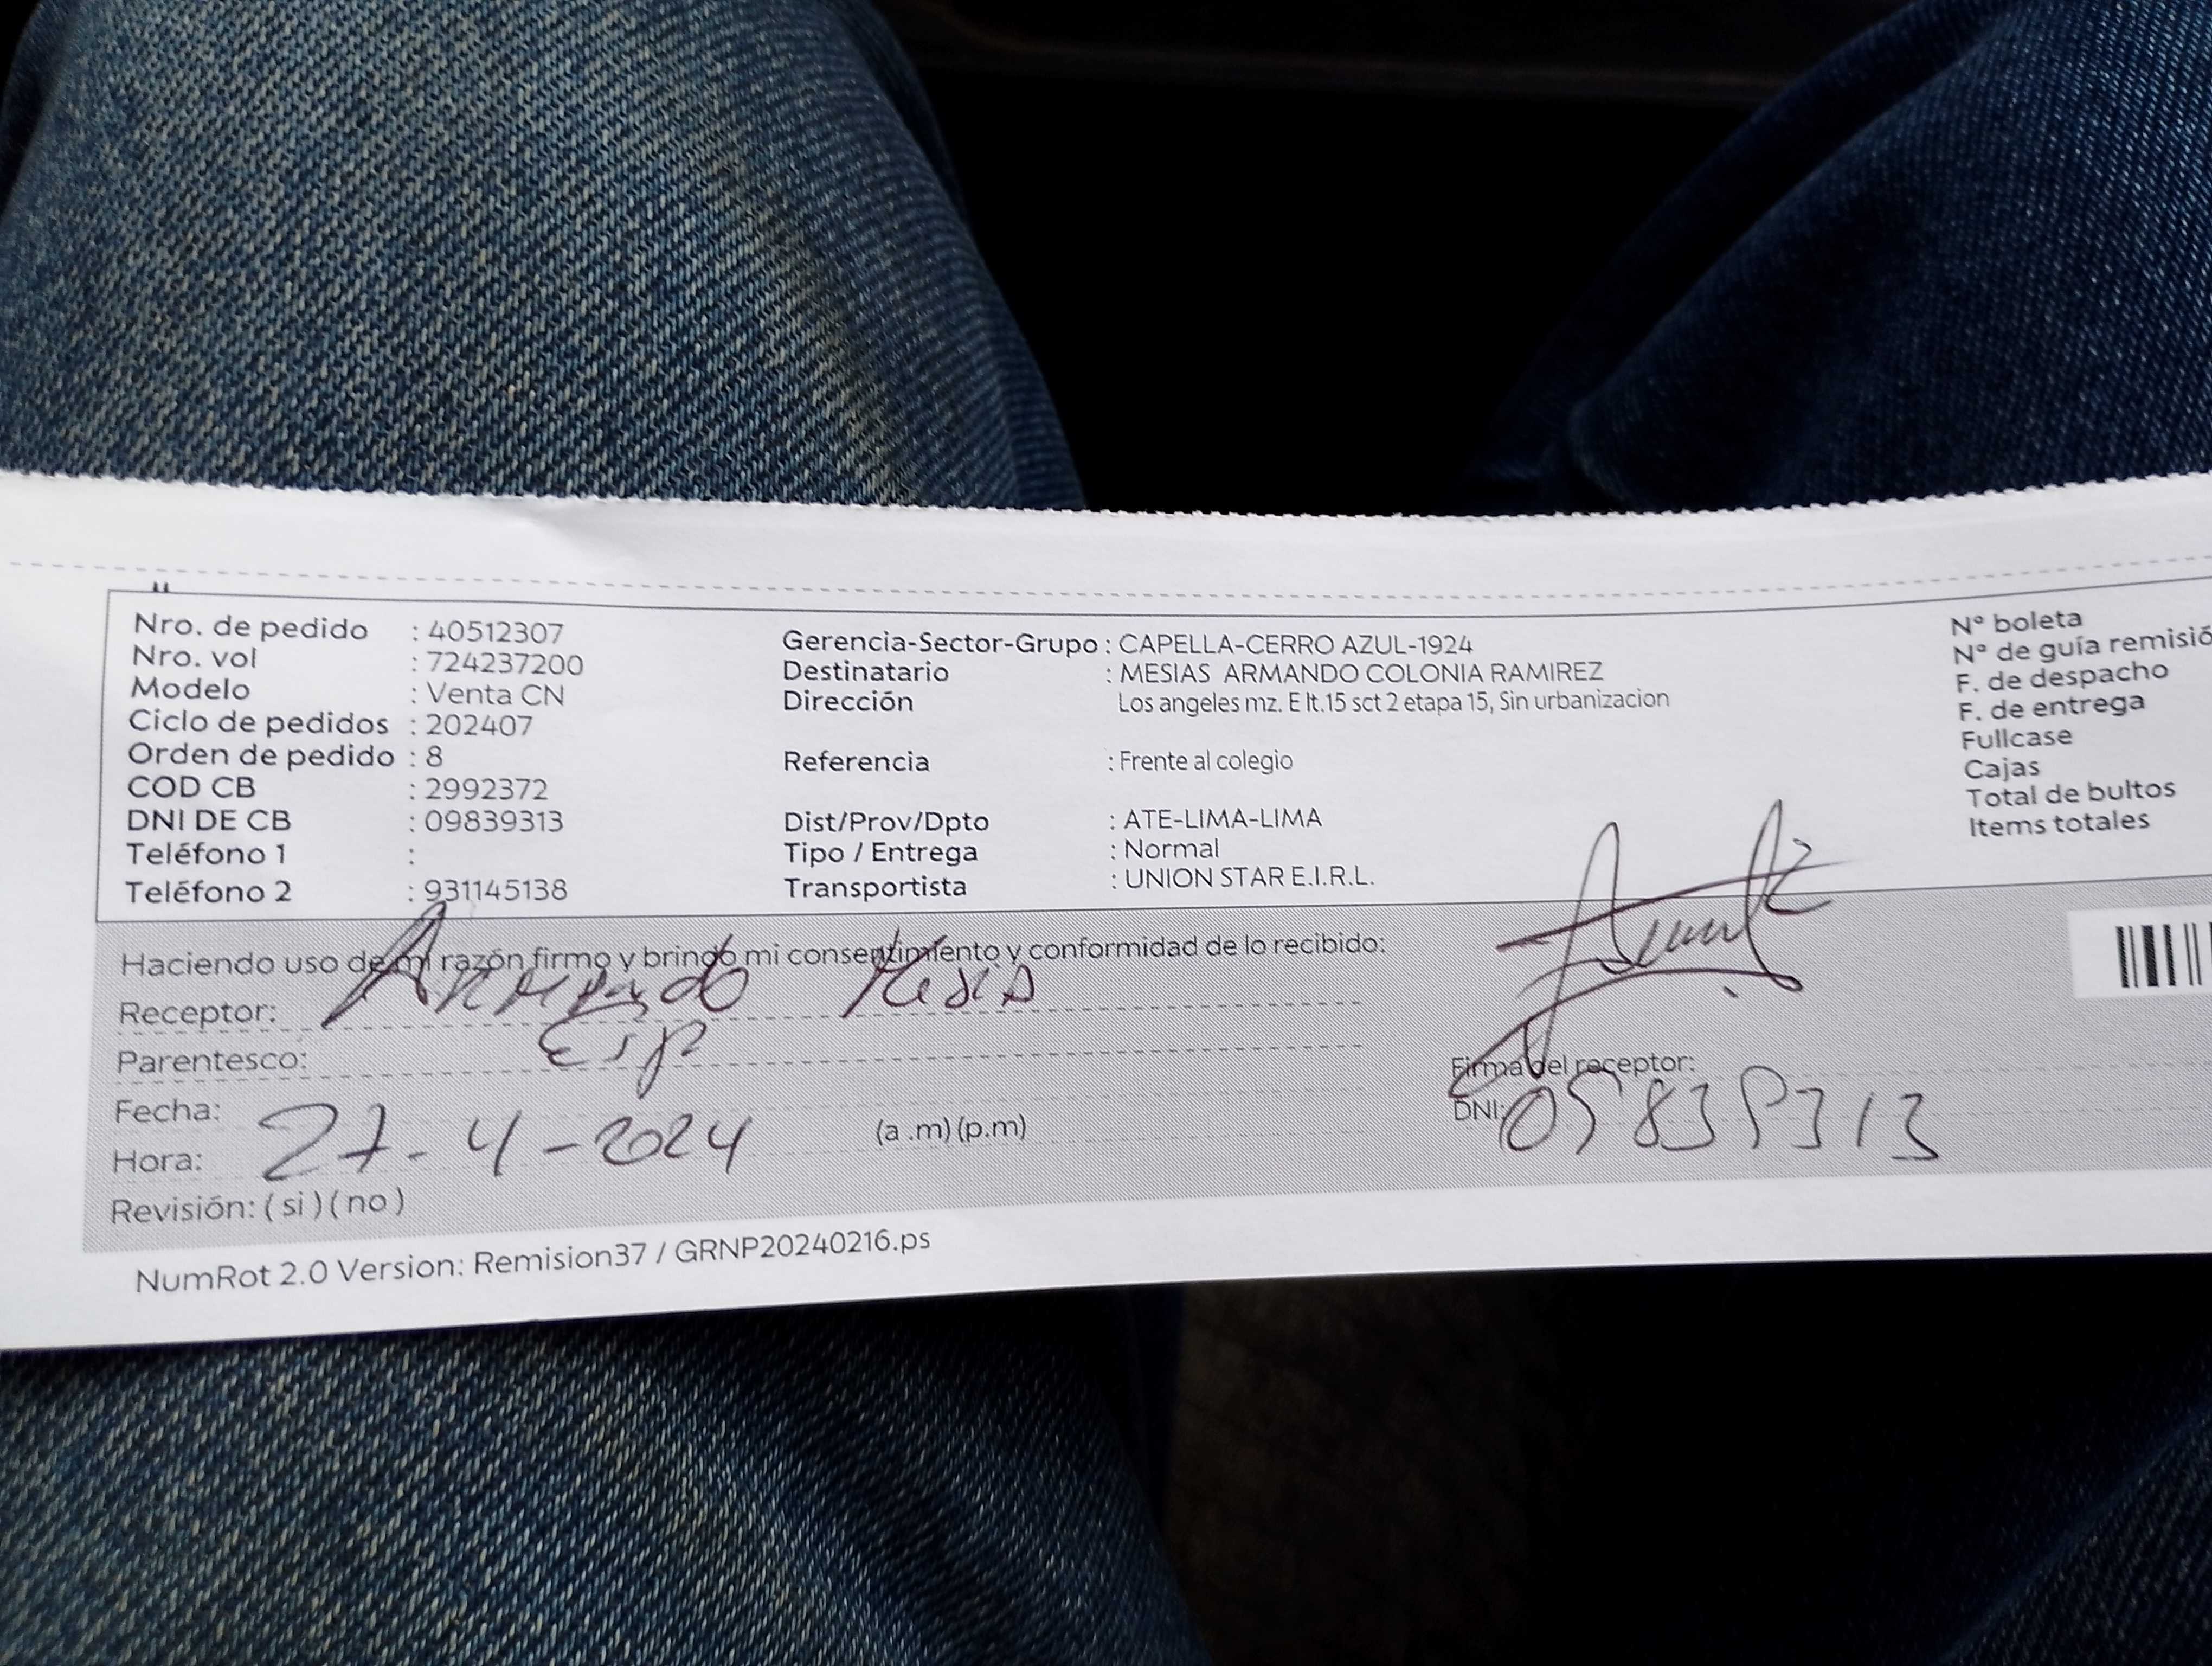 Nro. de pedido : 40512307
Nro. vol : 724237200
Modelo : Venta CN
Ciclo de pedidos : 202407
Orden de pedido : 8
COD CB : 2992372
DNI DE CB : 09839313
Teléfono 1 :
Teléfono 2 : 931145138
Gerencia-Sector-Grupo : CAPELLA-CERRO AZUL-1924
Destinatario : MESIAS ARMANDO COLONIA RAMIREZ
Dirección Los angeles mz. E lt.15 sct 2 etapa 15, Sin urbanizacion
Referencia : Frente al colegio
Dist/Prov/Dpto : ATE-LIMA-LIMA
Tipo / Entrega : Normal
Transportista : UNION STAR E.I.R.L.
N° boleta
N° de guía remisió
F. de despacho
F. de entrega
Fullcase
Cajas
Total de bultos
Items totales
Haciendo uso de mi razón firmo y brindo mi consentimiento y conformidad de lo recibido:
Receptor: Armando
Parentesco: Esp
Fecha: 27-4-2024
Hora: (a .m) (p.m)
Revisión: ( si ) ( no )
Firma del receptor:
DNI: 09839313
NumRot 2.0 Version: Remision37 / GRNP20240216.ps